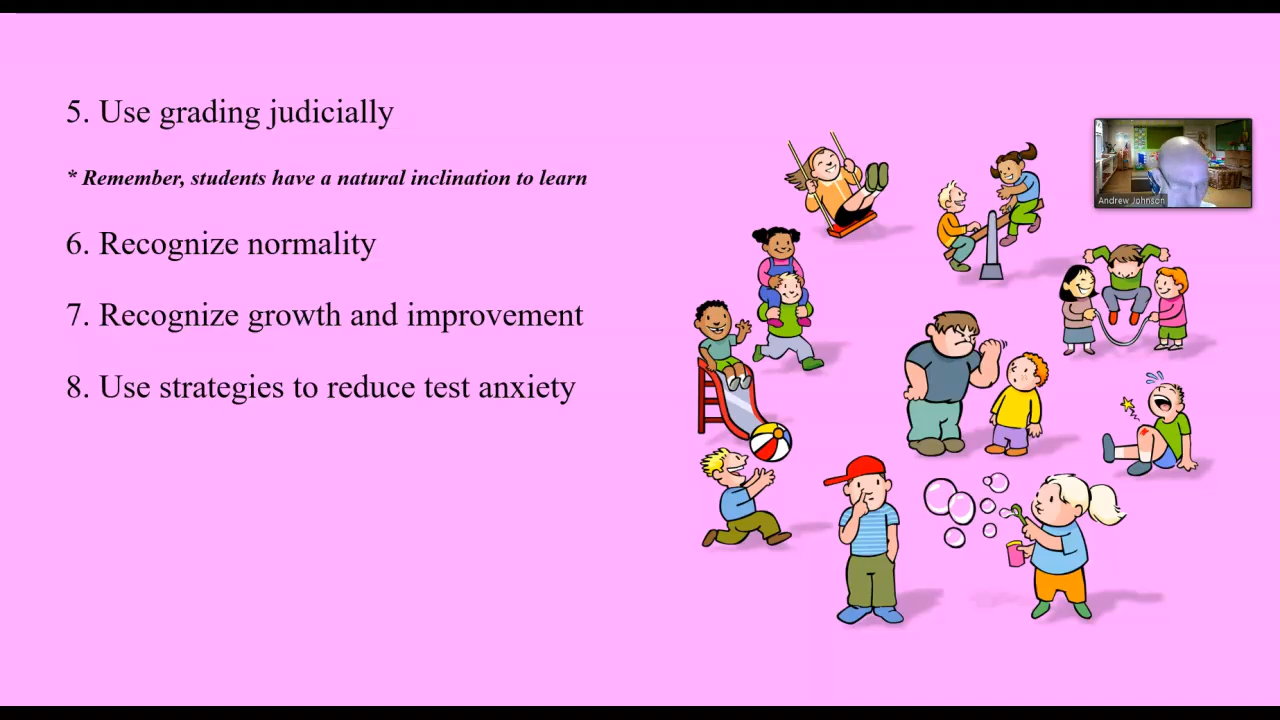 5. Use grading judicially
* Remember, students have a natural inclination to learn
6. Recognize normality
7. Recognize growth and improvement
8. Use strategies to reduce test anxiety
Andrew Johnson